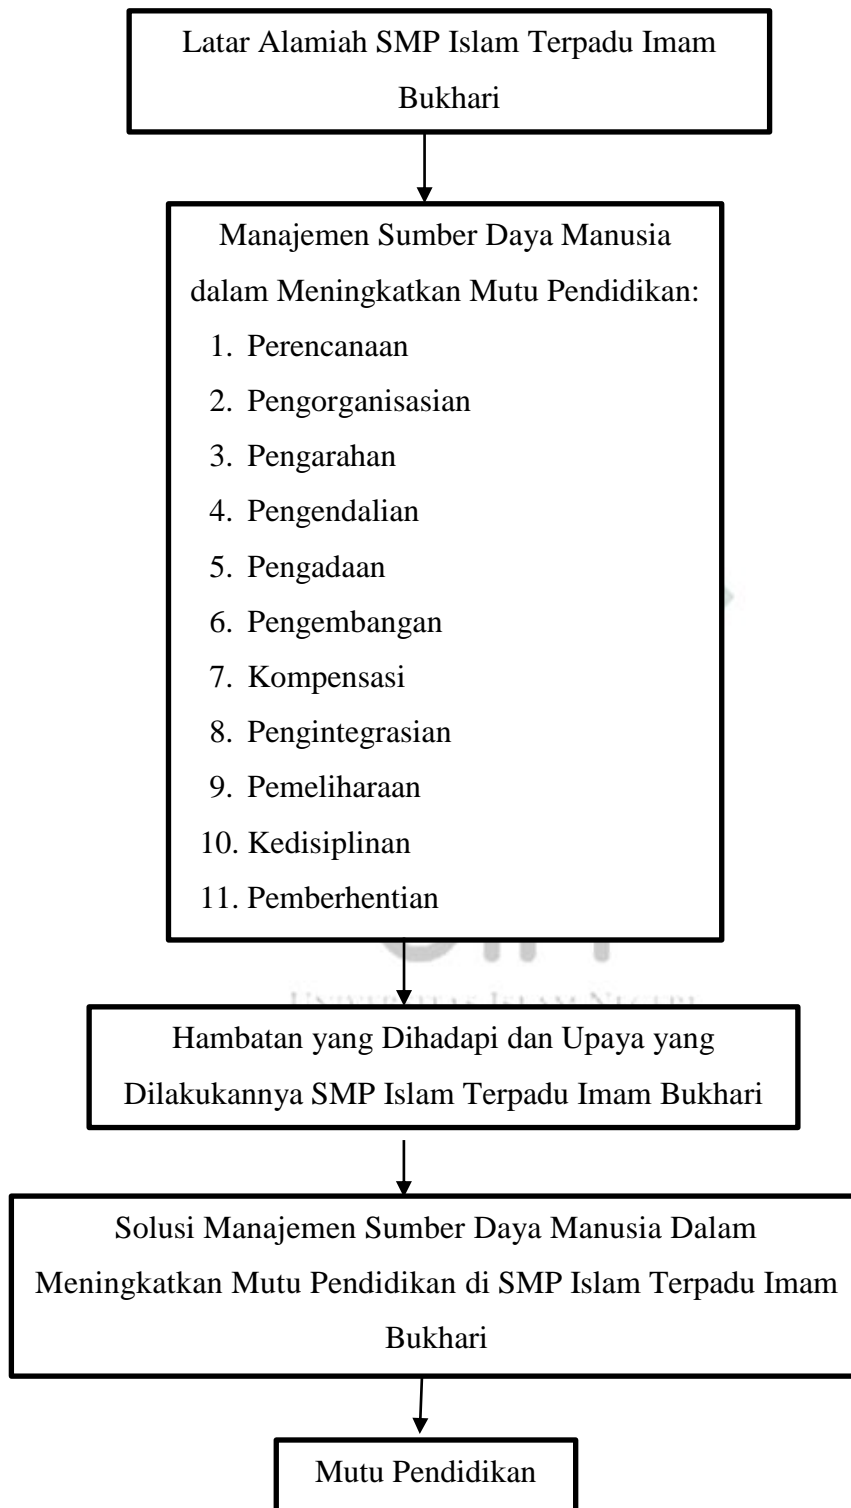 Latar Alamiah SMP Islam Terpadu Imam
Bukhari
Manajemen Sumber Daya Manusia
dalam Meningkatkan Mutu Pendidikan:
1. Perencanaan
2. Pengorganisasian
3. Pengarahan
4. Pengendalian
5. Pengadaan
6. Pengembangan
7. Kompensasi
8. Pengintegrasian
9. Pemeliharaan
10. Kedisiplinan
11. Pemberhentian
UNIVERSITAS ISLAM NEGERI
Hambatan yang Dihadapi dan Upaya yang
Dilakukannya SMP Islam Terpadu Imam Bukhari
Solusi Manajemen Sumber Daya Manusia Dalam
Meningkatkan Mutu Pendidikan di SMP Islam Terpadu Imam
Bukhari
Mutu Pendidikan